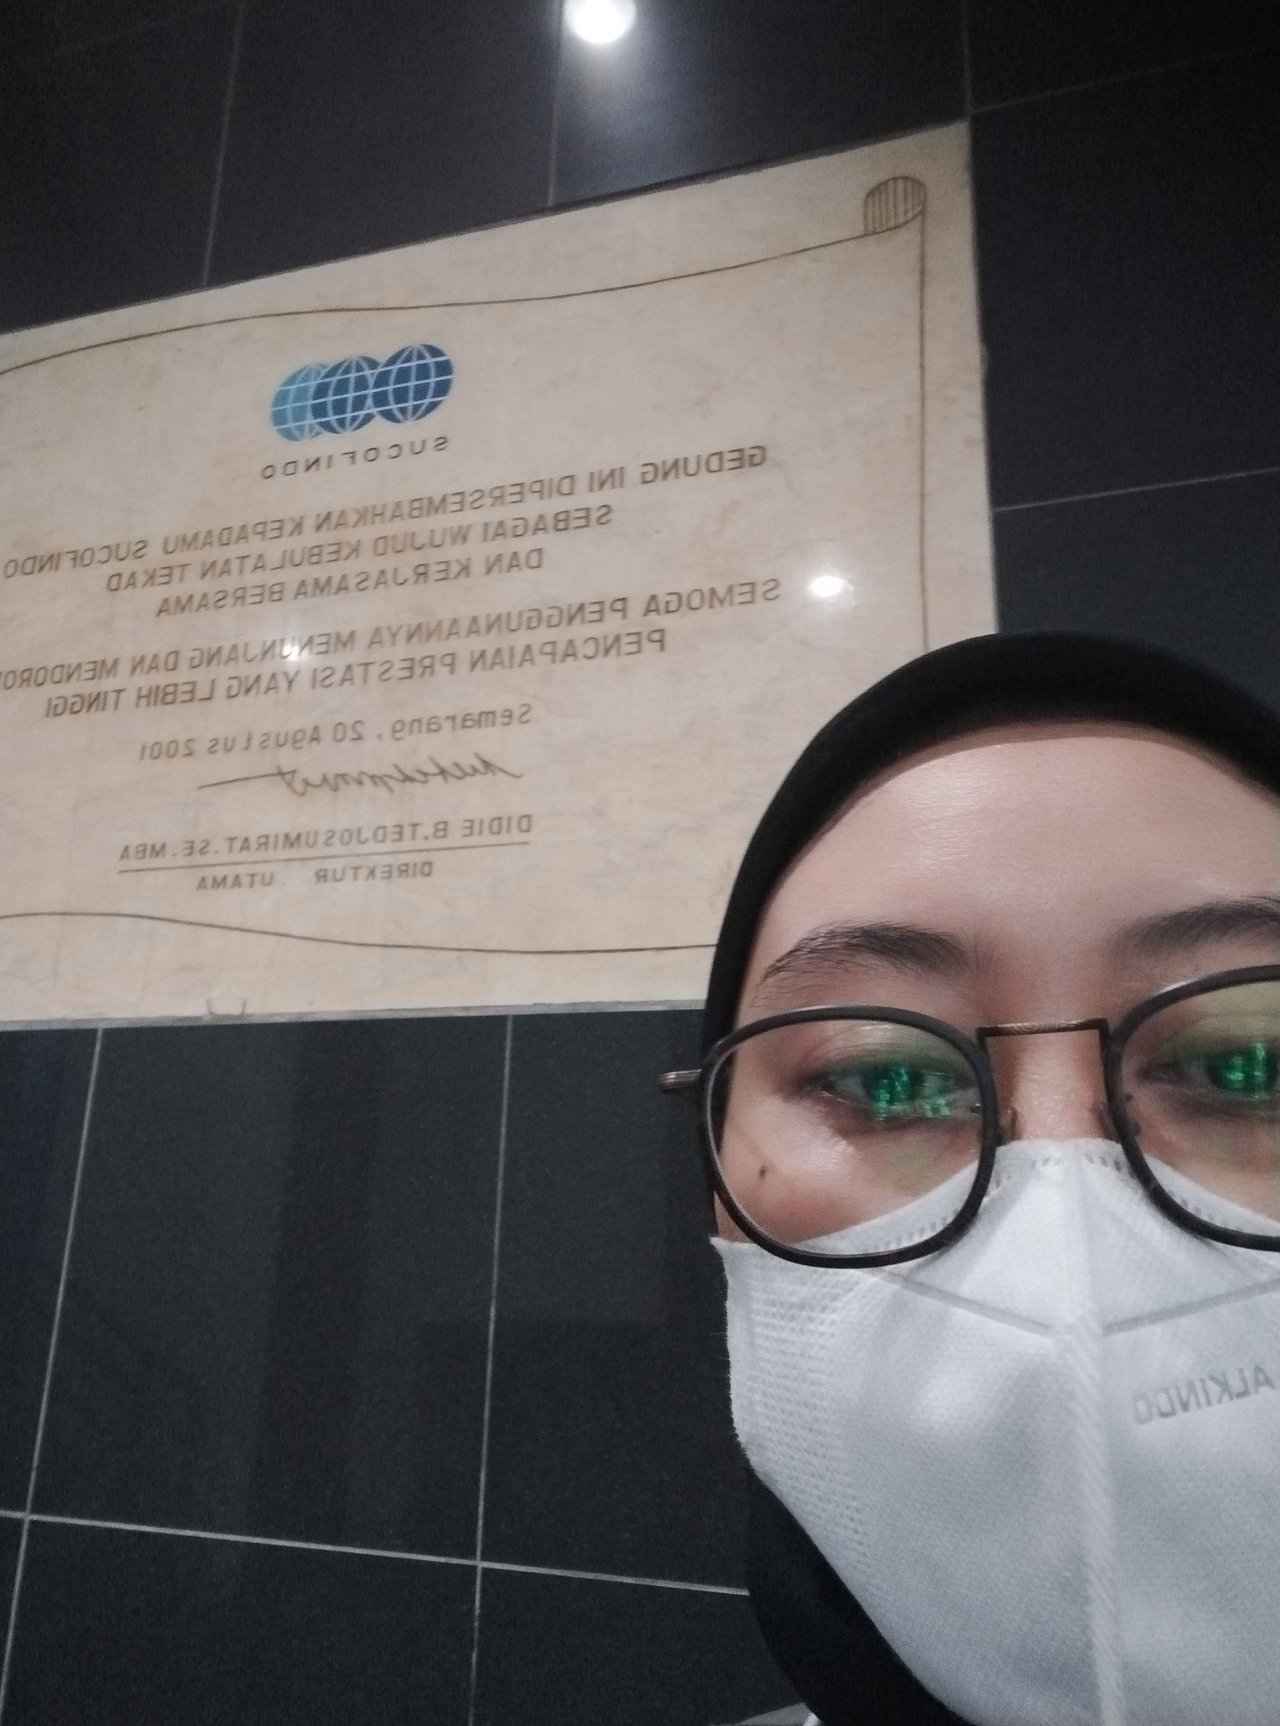 SUCOFINDO
GEDUNG INI DIPERSEMBAHKAN KEPADAMU SUCOFINDO
SEBAGAI WUJUD KEBULATAN TEKAD
DAN KERJASAMA BERSAMA
SEMOGA PENGGUNAANNYA MENUNJANG DAN MENDORO
PENCAPAIAN PRESTASI YANG LEBIH TINGGI
Semarang, 20 Agustus 2001
DIDIE B.TEDJOSUMIRAT.SE.MBA
DIREKTUR UTAMA
ALKINDO